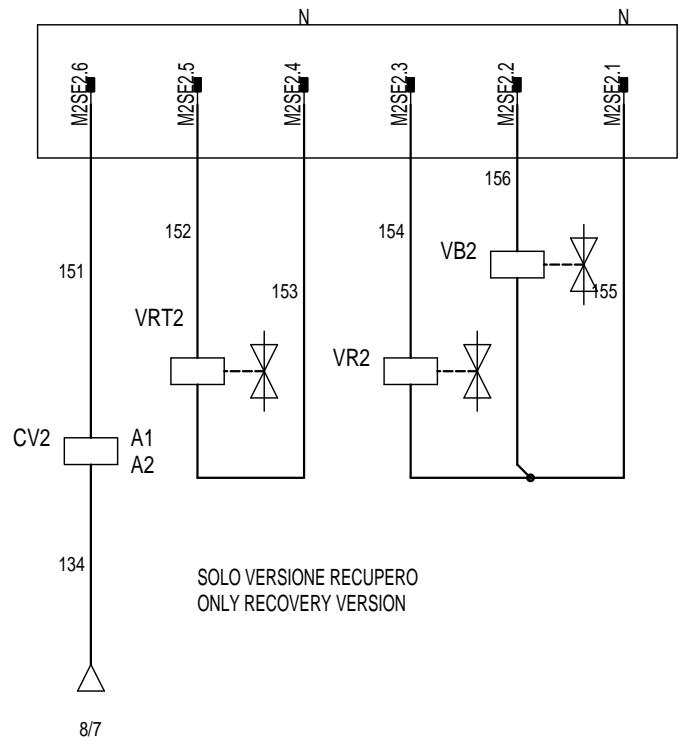 N
N
M2SE2.6
M2SE2.5
M2SE2.4
M2SE2.3
M2SE2.2
M2SE2.1
156
152
154
VB2
151
153
155
VRT2
VR2
CV2
A1
A2
134
SOLO VERSIONE RECUPERO
ONLY RECOVERY VERSION
8/7